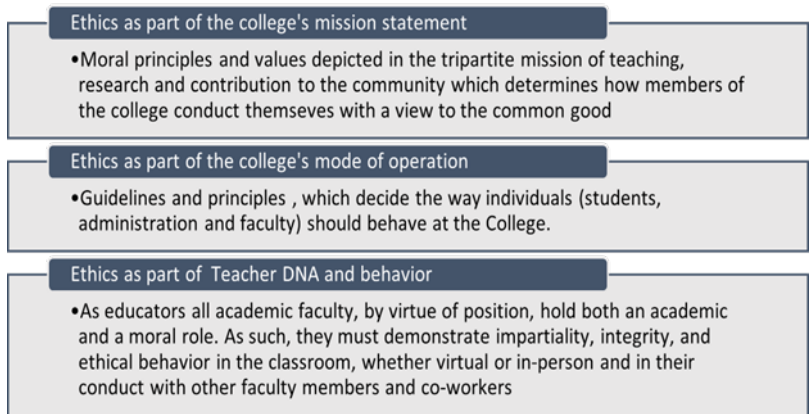 Ethics as part of the college's mission statement
•Moral principles and values depicted in the tripartite mission of teaching,
research and contribution to the community which determines how members of
the college conduct themseves with a view to the common good
Ethics as part of the college's mode of operation
•Guidelines and principles , which decide the way individuals (students,
administration and faculty) should behave at the College.
Ethics as part of  Teacher DNA and behavior
•As educators all academic faculty, by virtue of position, hold both an academic
and a moral role. As such, they must demonstrate impartiality, integrity, and
ethical behavior in the classroom, whether virtual or in-person and in their
conduct with other faculty members and co-workers